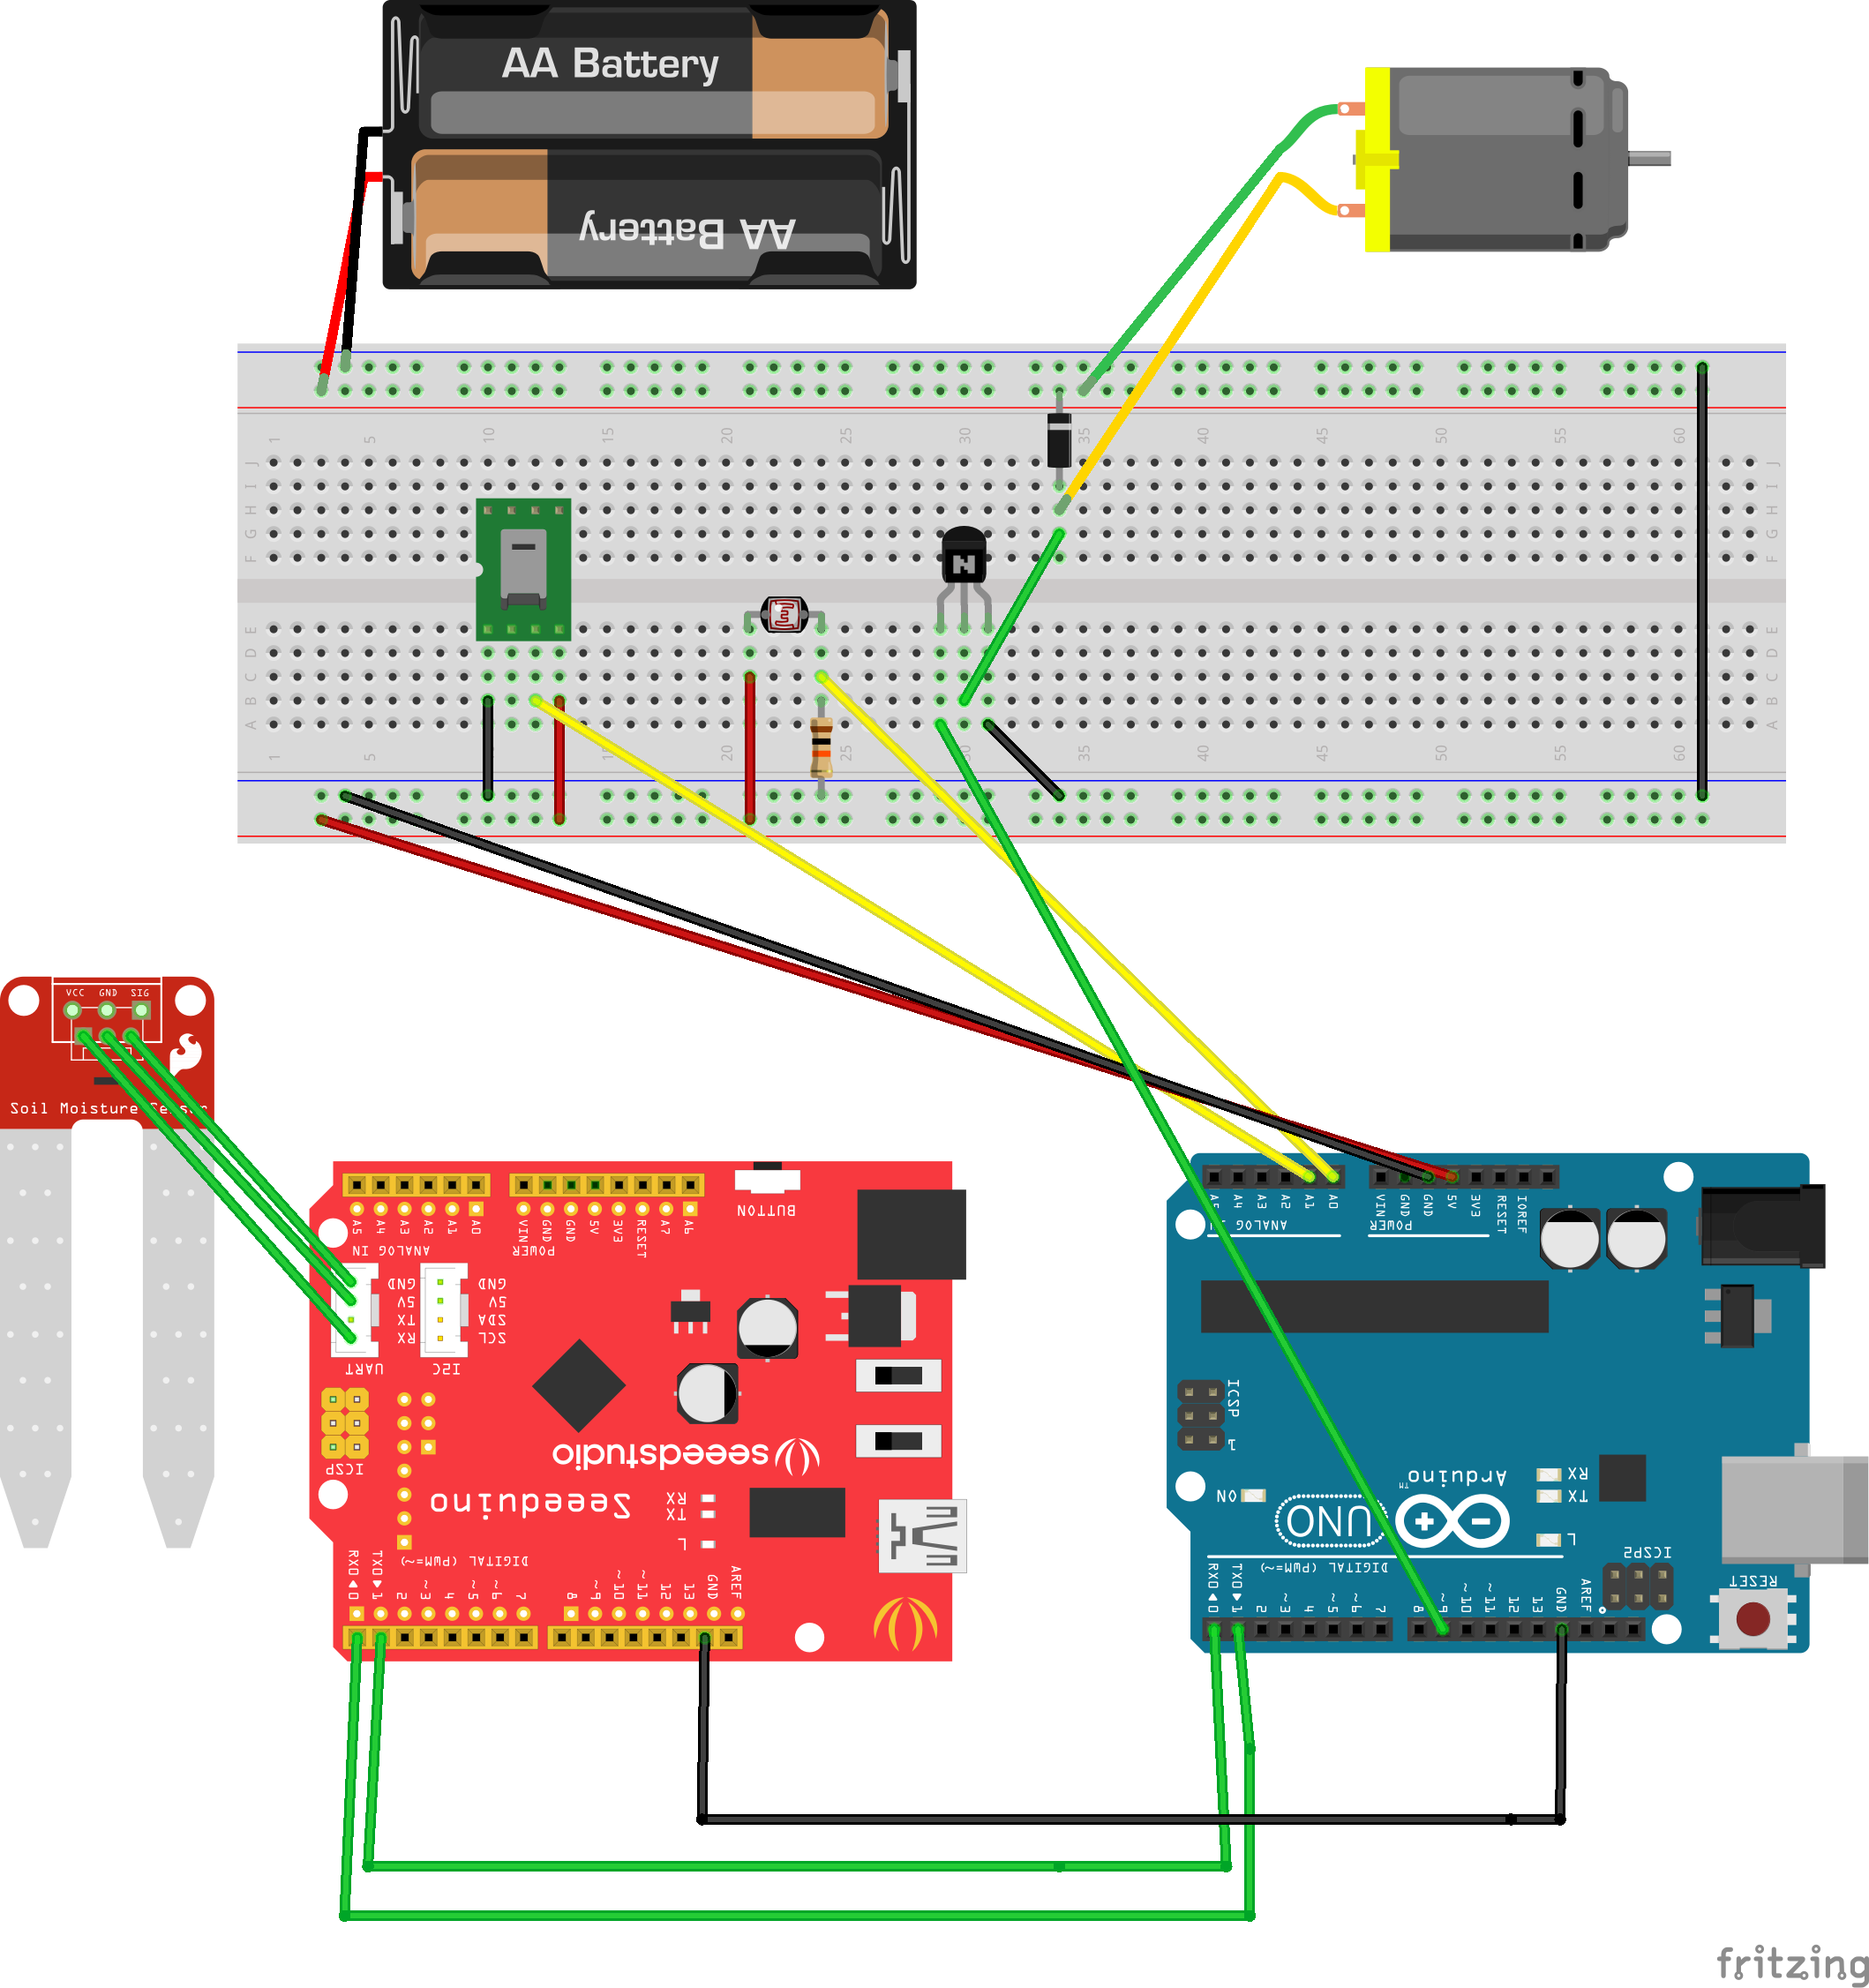 AA Battery
AA Battery
1 5 10 15 20 25 30 35 40 45 50 55 60
J J
I I
H H
G G
F F
E E
D D
C C
B B
A A
1 5 15 20 25 30 35 40 45 50 55 60
VCC GND SIG
Soil Moisture Sensor
A5 A4 A3 A2 A1 A0 VIN GND GND 5V 3V3 RESET A7 A6
ANALOG IN POWER
BUTTON
GND GND
5V 5V
TX SDA
RX SCL
UART I2C
ICSP
seeedstudio
Seeeduino
RX
TX
L
DIGITAL (PWM=~)
RX0 0 TX0 1 2 ~3 4 ~5 ~6 7 8 ~9 ~10 ~11 12 13 GND AREF
A5 A4 A3 A2 A1 A0 VIN GND GND 5V 3V3 RESET IOREF
ANALOG POWER
ICSP
1
Arduino
TM
RX
TX
ON
UNO
L
ICSP2
RESET
DIGITAL (PWM=~)
RX0 0 TX0 1 2 ~3 4 ~5 ~6 7 8 ~9 ~10 ~11 12 13 GND AREF
fritzing